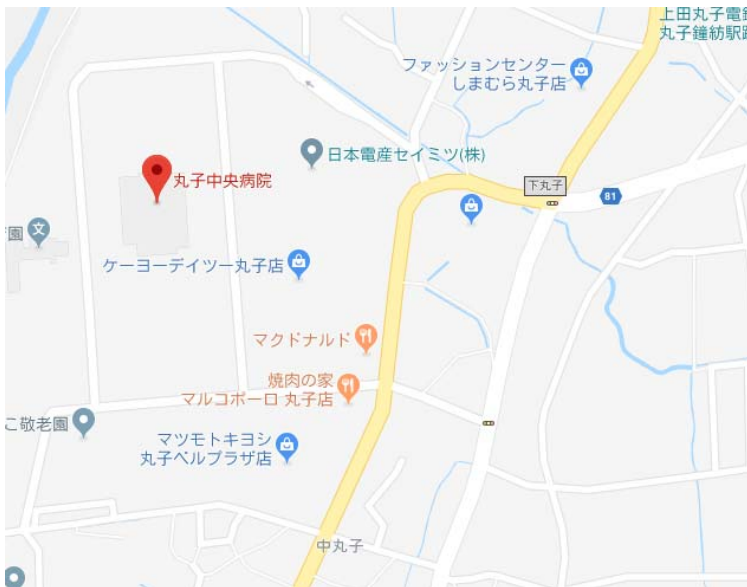 上田丸子電鉄
丸子鐘紡駅跡
ファッションセンター
しまむら丸子店
日本電産セイミツ(株)
丸子中央病院
下丸子
81
園
文
ケーヨーデイツー丸子店
マクドナルド
焼肉の家
マルコポーロ 丸子店
こ敬老園
マツモトキヨシ
丸子ベルプラザ店
中丸子